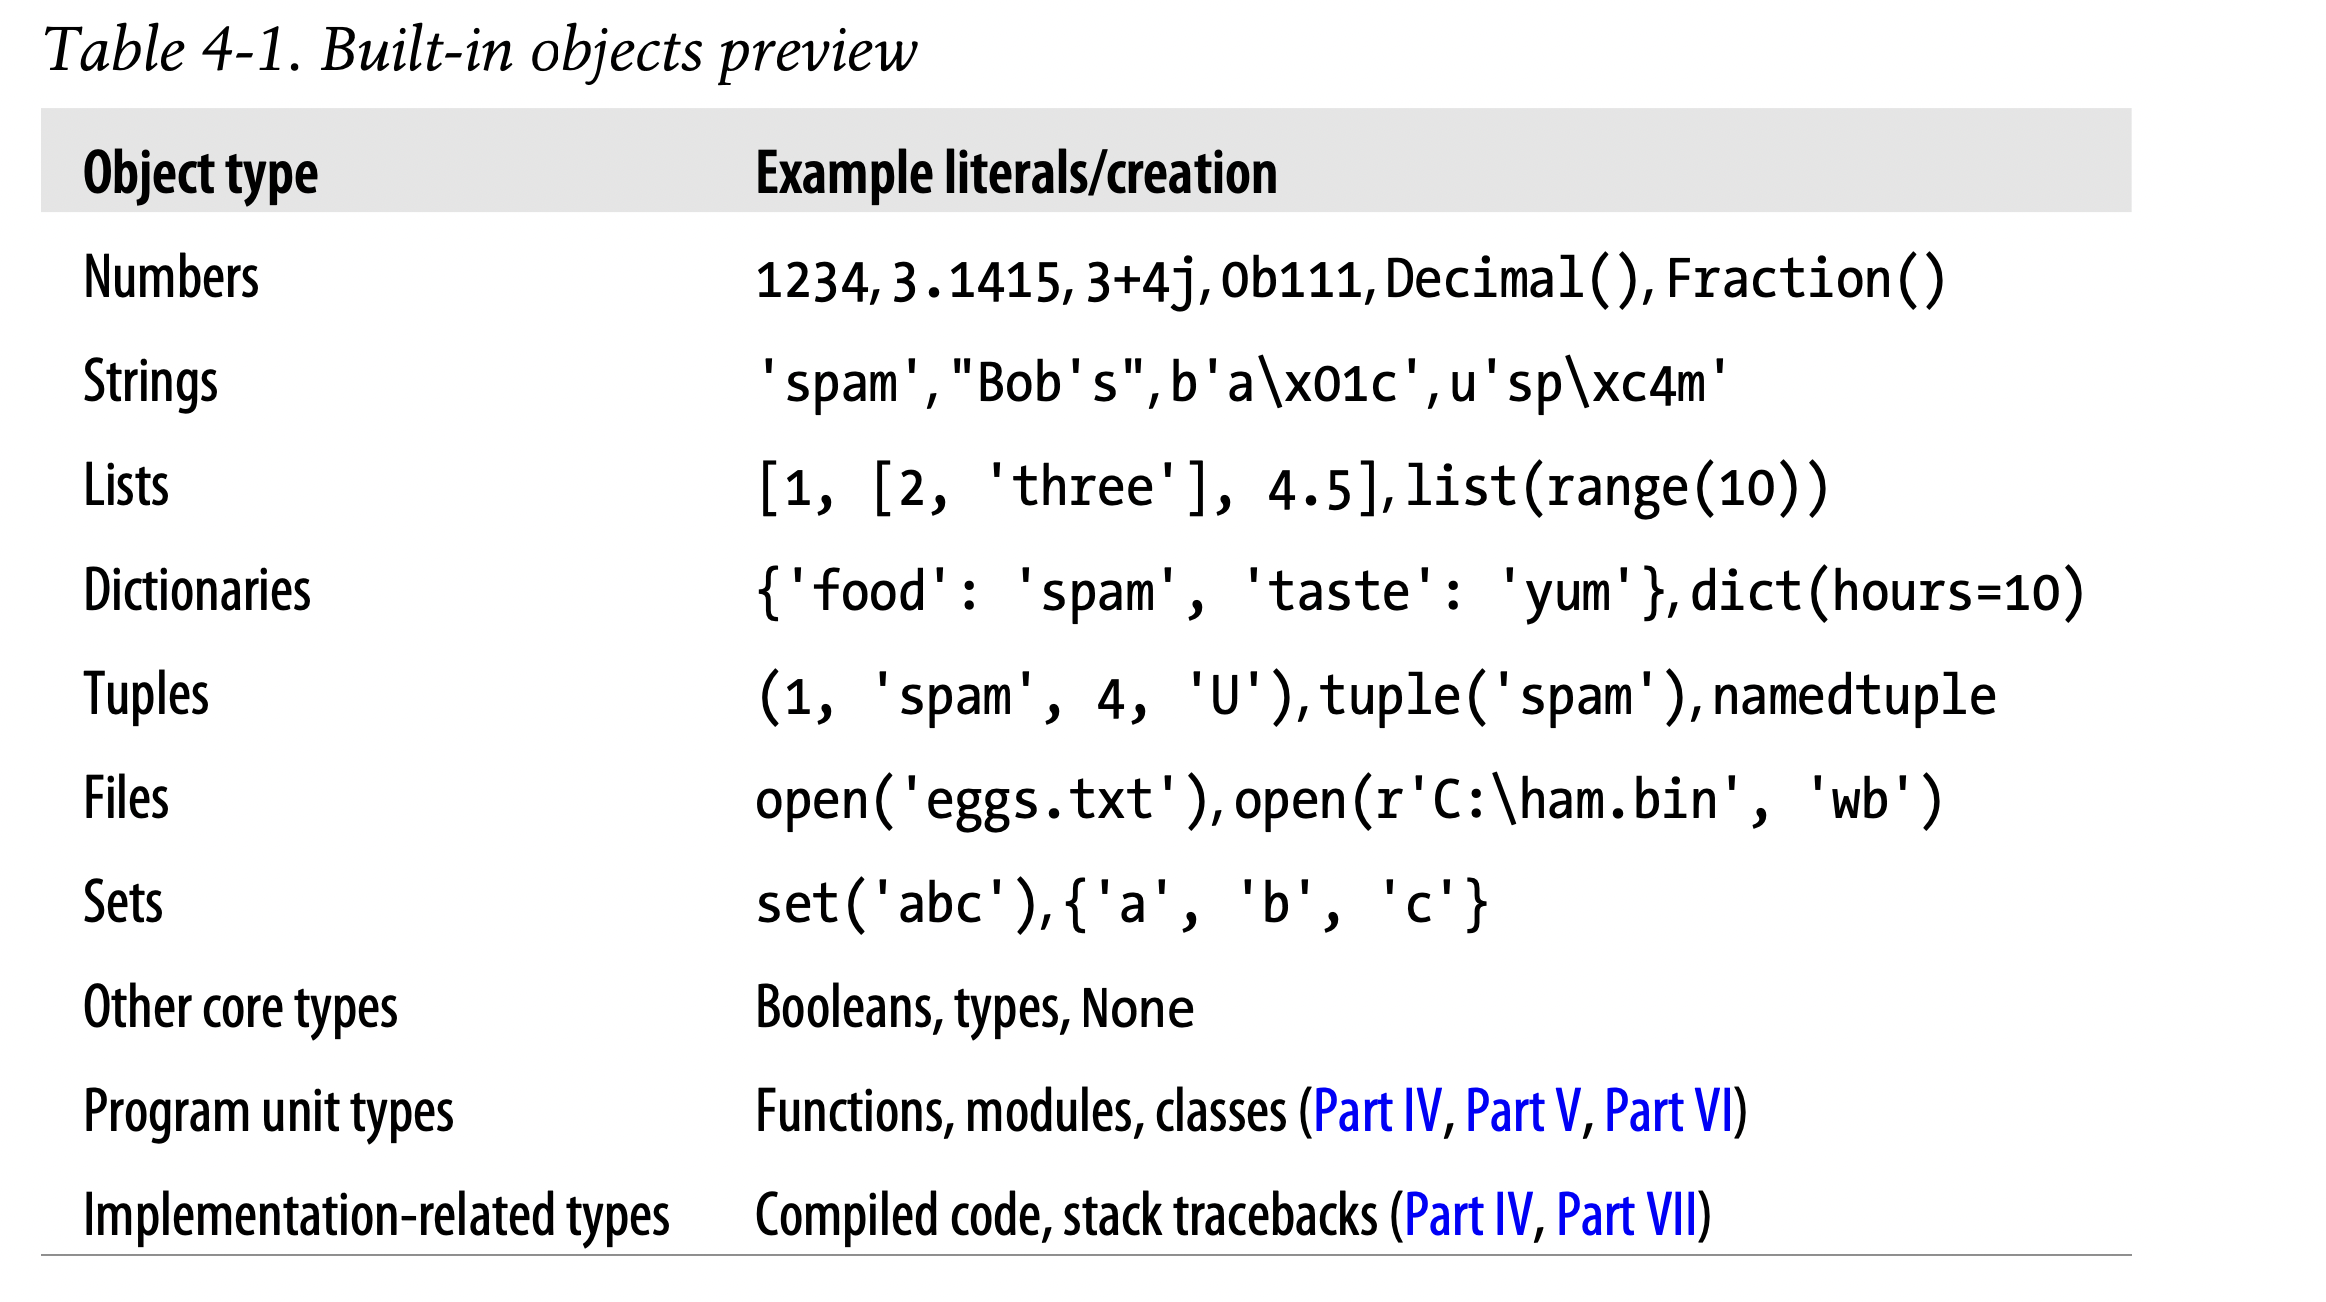 Table 4-1. Built-in objects preview
Object type Example literals/creation
Numbers 1234, 3.1415, 3+4j, 0b111, Decimal(), Fraction()
Strings 'spam', "Bob's", b'a\x01c', u'sp\xc4m'
Lists [1, [2, 'three'], 4.5], list(range(10))
Dictionaries {'food': 'spam', 'taste': 'yum'}, dict(hours=10)
Tuples (1, 'spam', 4, 'U'), tuple('spam'), namedtuple
Files open('eggs.txt'), open(r'C:\ham.bin', 'wb')
Sets set('abc'), {'a', 'b', 'c'}
Other core types Booleans, types, None
Program unit types Functions, modules, classes (Part IV, Part V, Part VI)
Implementation-related types Compiled code, stack tracebacks (Part IV, Part VII)